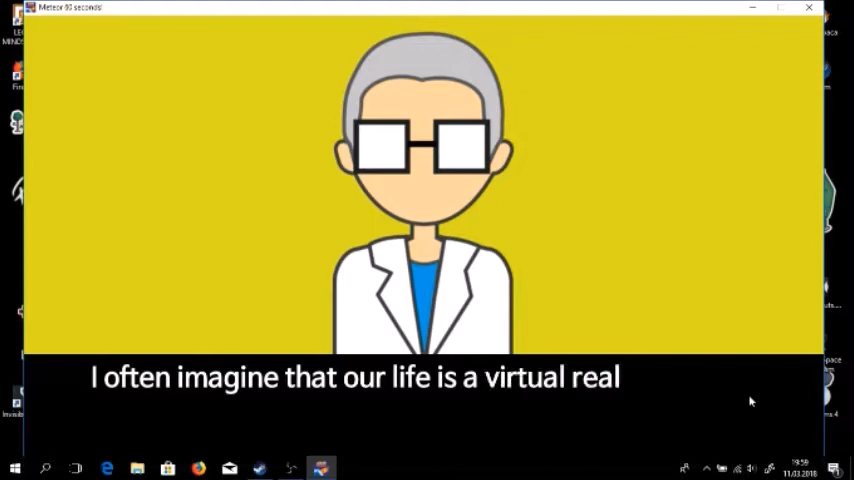 Meteor 60 seconds!
I often imagine that our life is a virtual real
19:59
11.03.2018